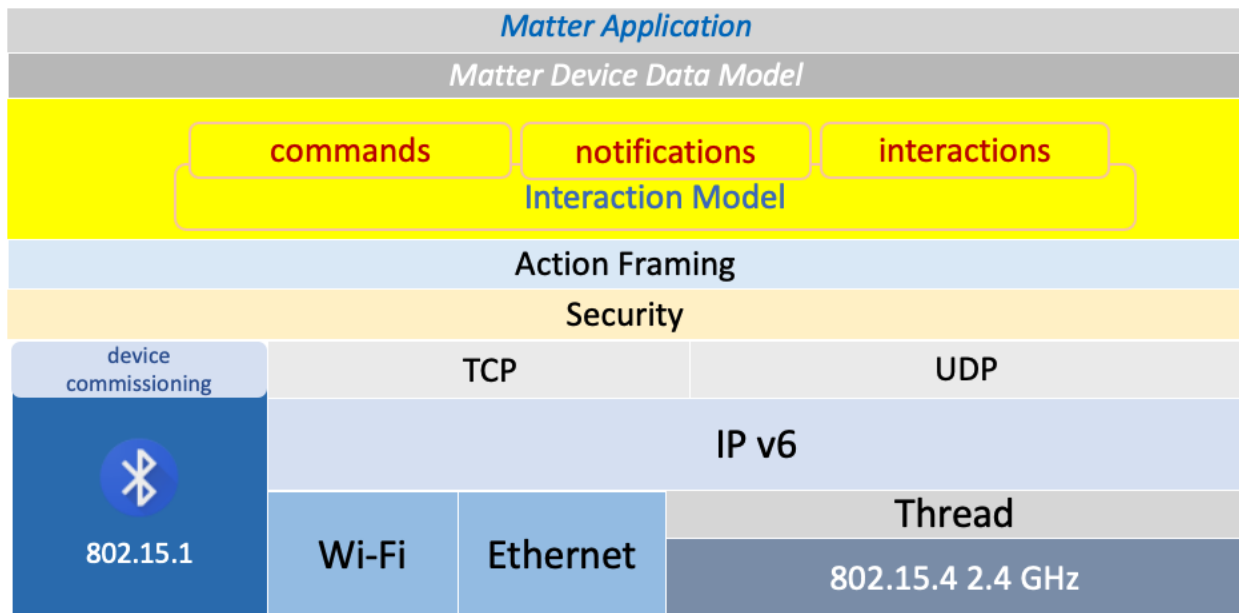 Matter Application
Matter Device Data Model
commands
notifications
interactions
Interaction Model
Action Framing
Security
device
commissioning
TCP
UDP
IP v6
802.15.1
Wi-Fi
Ethernet
Thread
802.15.4 2.4 GHz